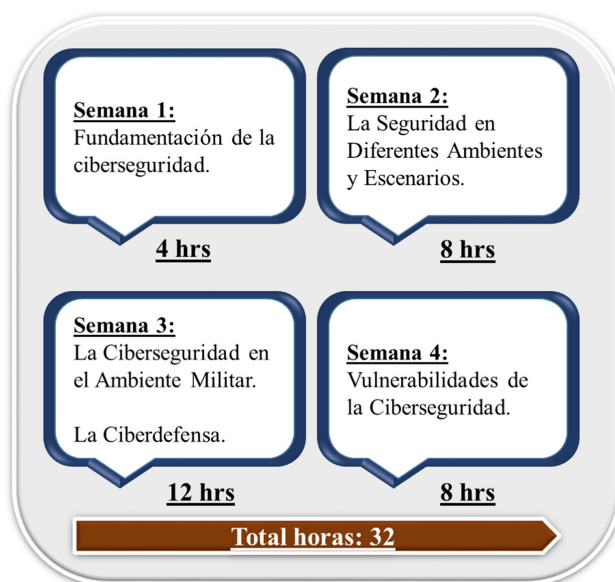 Semana 1:
Fundamentación de la
ciberseguridad.
4 hrs
Semana 2:
La Seguridad en
Diferentes Ambientes
y Escenarios.
8 hrs
Semana 3:
La Ciberseguridad en
el Ambiente Militar.
La Ciberdefensa.
12 hrs
Semana 4:
Vulnerabilidades de
la Ciberseguridad.
8 hrs
Total horas: 32